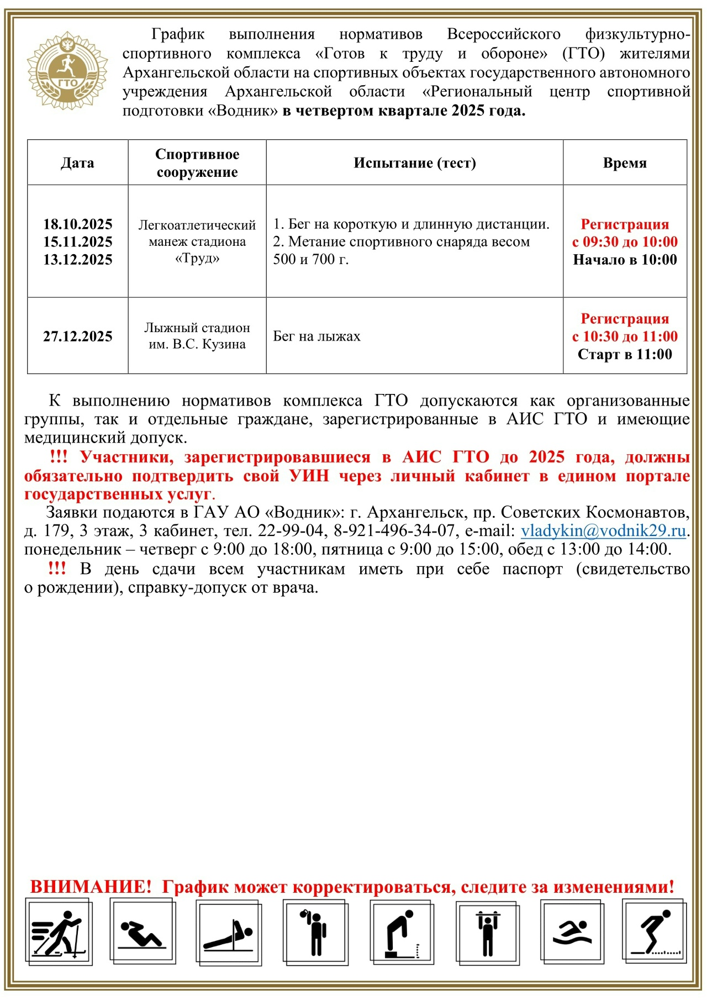 ГТО
График выполнения нормативов Всероссийского физкультурно-
спортивного комплекса «Готов к труду и обороне» (ГТО) жителями
Архангельской области на спортивных объектах государственного автономного
учреждения Архангельской области «Региональный центр спортивной
подготовки «Водник» в четвертом квартале 2025 года.
Дата
Спортивное
сооружение
Испытание (тест)
Время
18.10.2025
15.11.2025
13.12.2025
Легкоатлетический
манеж стадиона
«Труд»
1. Бег на короткую и длинную дистанции.
2. Метание спортивного снаряда весом
500 и 700 г.
Регистрация
с 09:30 до 10:00
Начало в 10:00
27.12.2025
Лыжный стадион
им. В.С. Кузина
Бег на лыжах
Регистрация
с 10:30 до 11:00
Старт в 11:00
К выполнению нормативов комплекса ГТО допускаются как организованные
группы, так и отдельные граждане, зарегистрированные в АИС ГТО и имеющие
медицинский допуск.
!!! Участники, зарегистрировавшиеся в АИС ГТО до 2025 года, должны
обязательно подтвердить свой УИН через личный кабинет в едином портале
государственных услуг.
Заявки подаются в ГАУ АО «Водник»: г. Архангельск, пр. Советских Космонавтов,
д. 179, 3 этаж, 3 кабинет, тел. 22-99-04, 8-921-496-34-07, e-mail: vladykin@vodnik29.ru.
понедельник – четверг с 9:00 до 18:00, пятница с 9:00 до 15:00, обед с 13:00 до 14:00.
!!! В день сдачи всем участникам иметь при себе паспорт (свидетельство
о рождении), справку-допуск от врача.
ВНИМАНИЕ! График может корректироваться, следите за изменениями!